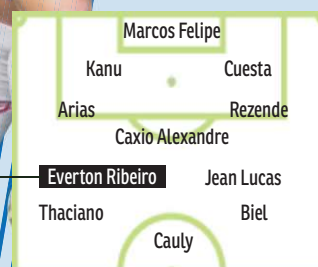 Marcos Felipe
Kanu Cuesta
Arias Rezende
Caxio Alexandre
Everton Ribeiro Jean Lucas
Thaciano Biel
Cauly